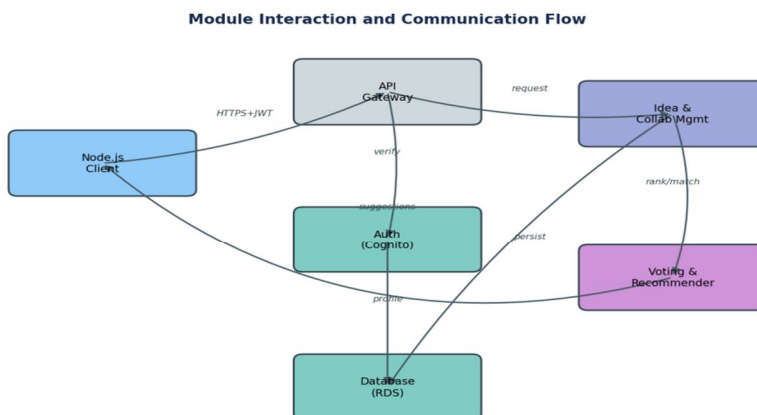 Module Interaction and Communication Flow
API
Gateway
request
Idea &
Collab Mgmt
HTTPS+JWT
verify
Node.js
Client
rank/match
suggestions
Auth
(Cognito)
persist
Voting &
Recommender
profile
Database
(RDS)